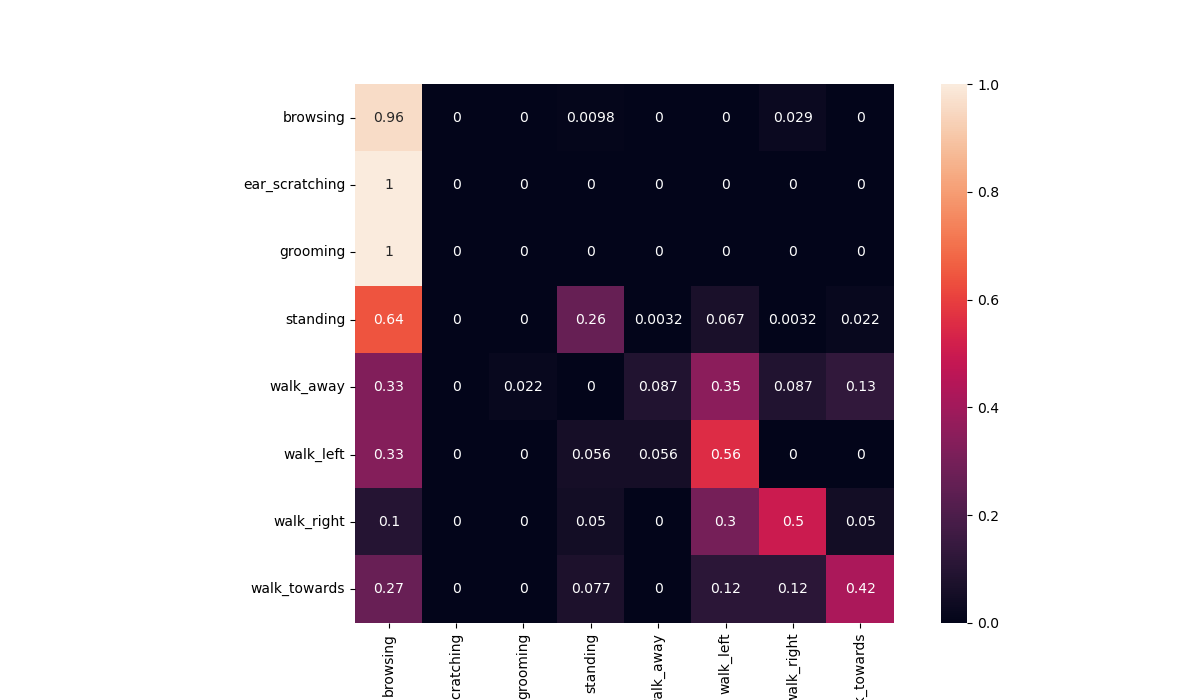 browsing 0.96 0 0 0.0098 0 0 0.029 0
ear_scratching 1 0 0 0 0 0 0 0
grooming 1 0 0 0 0 0 0 0
standing 0.64 0 0 0.26 0.0032 0.067 0.0032 0.022
walk_away 0.33 0 0.022 0 0.087 0.35 0.087 0.13
walk_left 0.33 0 0 0.056 0.056 0.56 0 0
walk_right 0.1 0 0 0.05 0 0.3 0.5 0.05
walk_towards 0.27 0 0 0.077 0 0.12 0.12 0.42
browsing
cratching
grooming
standing
alk_away
walk_left
walk_right
_towards
1.0
0.8
0.6
0.4
0.2
0.0